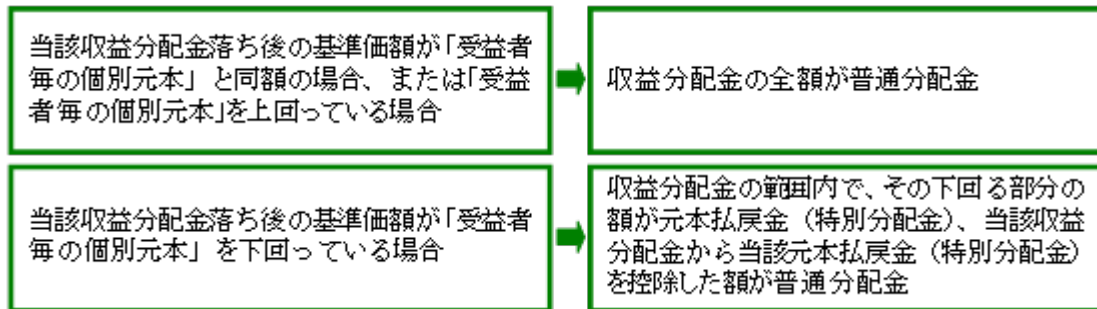 当該収益分配金落ち後の基準価額が「受益者
毎の個別元本」と同額の場合、または「受益
者毎の個別元本」を上回っている場合
収益分配金の全額が普通分配金
当該収益分配金落ち後の基準価額が「受益者
毎の個別元本」を下回っている場合
収益分配金の範囲内で、その下回る部分の
額が元本払戻金（特別分配金）、当該収益
分配金から当該元本払戻金（特別分配金）
を控除した額が普通分配金